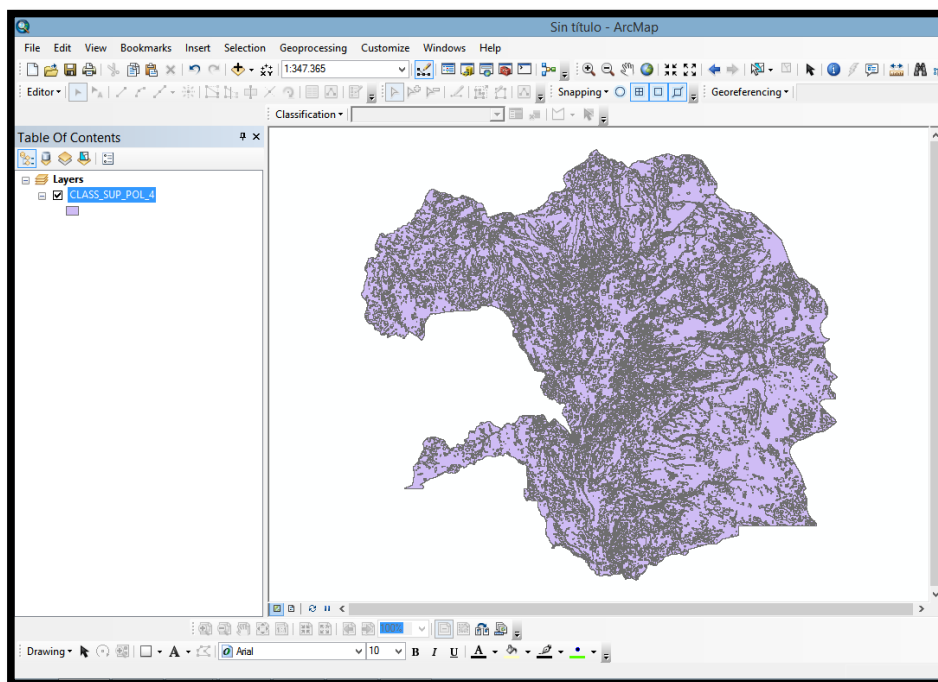 Sin título - ArcMap
File Edit View Bookmarks Insert Selection Geoprocessing Customize Windows Help
1:347.365
Editor Snapping Georeferencing
Classification
Table Of Contents
Layers
CLASS_SUP_POL_4
100%
Drawing A Arial 10 B I U A